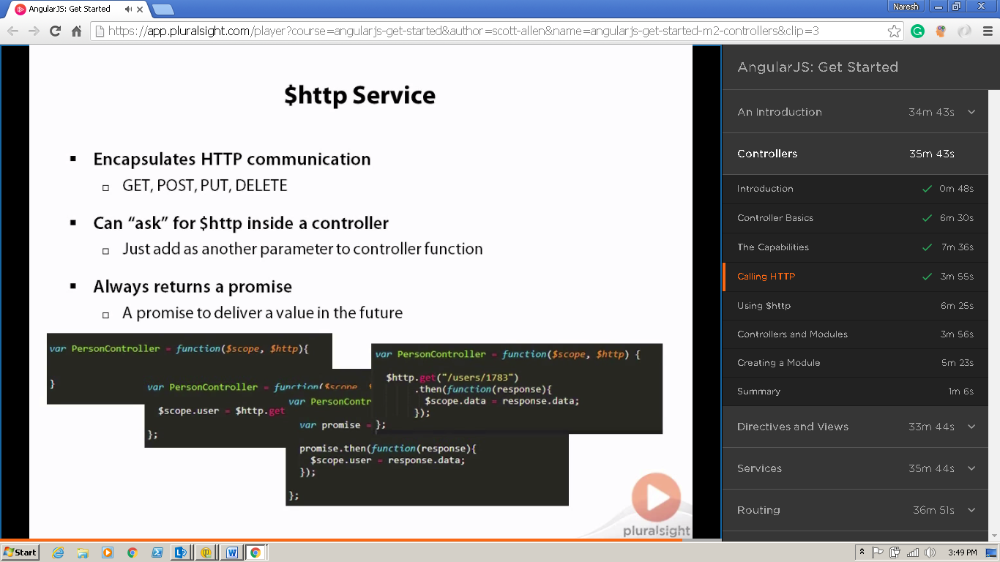 AngularJS: Get Started
Naresh
https://app.pluralsight.com/player?course=angularjs-get-started&author=scott-allen&name=angularjs-get-started-m2-controllers&clip=3
$http Service
Encapsulates HTTP communication
GET, POST, PUT, DELETE
Can “ask” for $http inside a controller
Just add as another parameter to controller function
Always returns a promise
A promise to deliver a value in the future
var PersonController = function($scope, $http){
}
var PersonController = function($scope,
$scope.user = $http.get
};
var PersonContr
var promise =
promise.then(function(response){
$scope.user = response.data;
});
};
var PersonController = function($scope, $http) {
$http.get("/users/1783")
.then(function(response){
$scope.data = response.data;
});
};
pluralsight
AngularJS: Get Started
An Introduction 34m 43s
Controllers 35m 43s
Introduction 0m 48s
Controller Basics 6m 30s
The Capabilities 7m 36s
Calling HTTP 3m 55s
Using $http 6m 25s
Controllers and Modules 3m 56s
Creating a Module 5m 23s
Summary 1m 6s
Directives and Views 33m 44s
Services 35m 44s
Routing 36m 51s
Start
3:49 PM